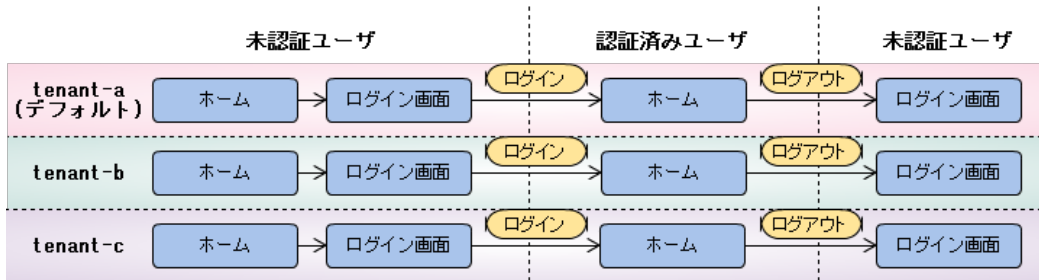 未認証ユーザ 認証済みユーザ 未認証ユーザ
tenant-a
(デフォルト)
ホーム ログイン画面 ログイン ホーム ログアウト ログイン画面
tenant-b ホーム ログイン画面 ログイン ホーム ログアウト ログイン画面
tenant-c ホーム ログイン画面 ログイン ホーム ログアウト ログイン画面